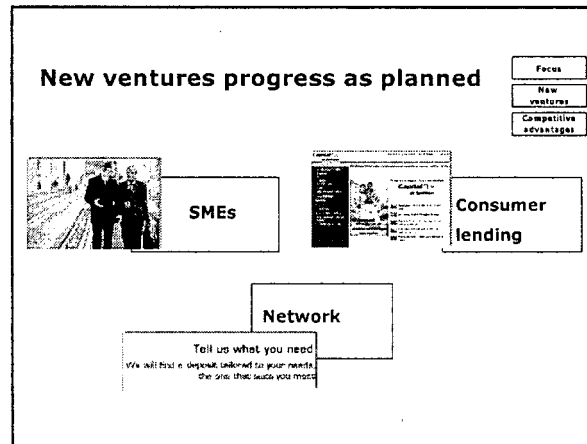 New ventures progress as planned
Focus
New
ventures
Competitive
advantages
SMEs
Capital
Consumer
lending
Network
Tell us what you need
We will find a deposit tailored to your needs,
the one that suits you most